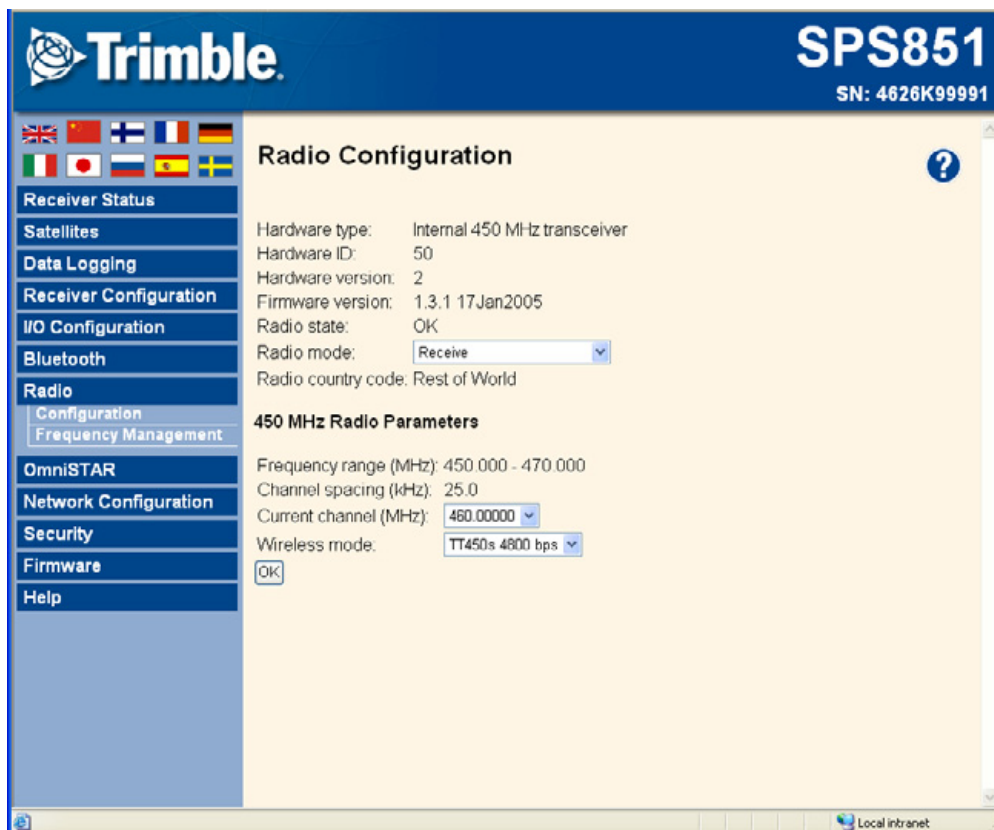 Trimble.
SPS851
SN: 4626K99991
Receiver Status
Satellites
Data Logging
Receiver Configuration
I/O Configuration
Bluetooth
Radio
Configuration
Frequency Management
OmniSTAR
Network Configuration
Security
Firmware
Help
Radio Configuration
?
Hardware type: Internal 450 MHz transceiver
Hardware ID: 50
Hardware version: 2
Firmware version: 1.3.1 17Jan2005
Radio state: OK
Radio mode: Receive
Radio country code: Rest of World
450 MHz Radio Parameters
Frequency range (MHz): 450.000 - 470.000
Channel spacing (kHz): 25.0
Current channel (MHz): 460.00000
Wireless mode: TT450s 4800 bps
OK
Local intranet